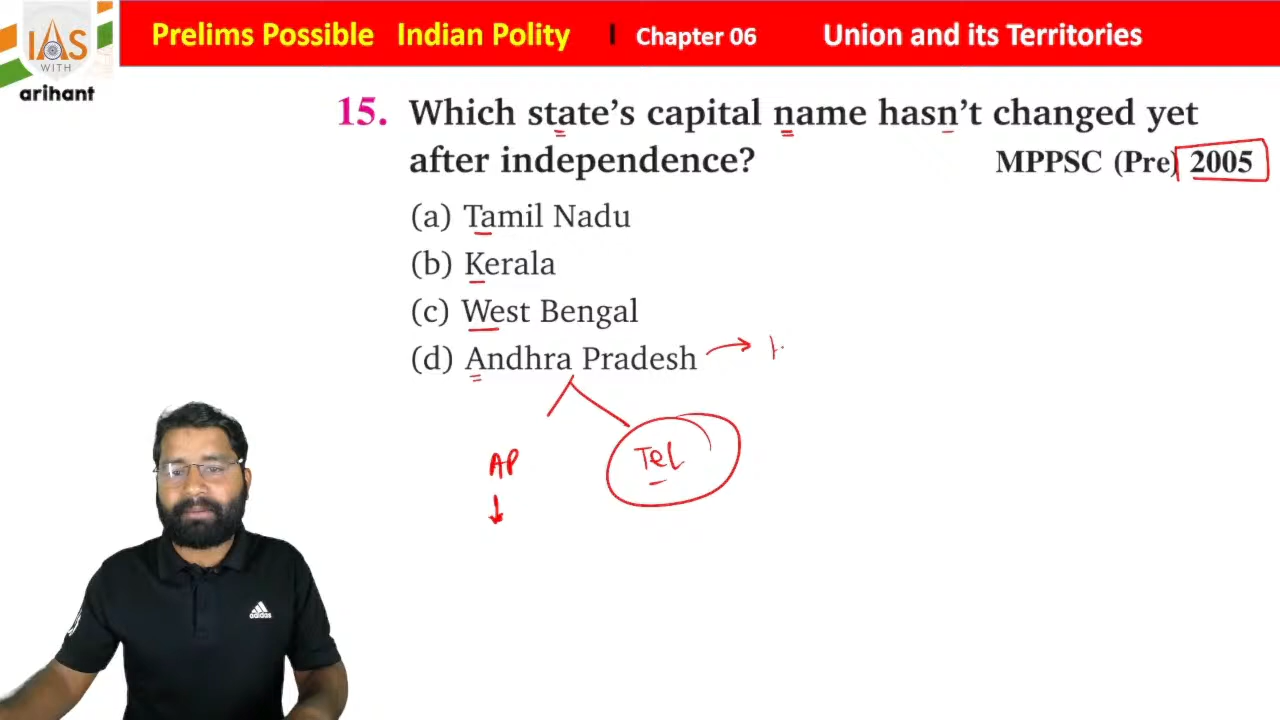 IAS
WITH
arihant
Prelims Possible Indian Polity | Chapter 06 Union and its Territories
15. Which state's capital name hasn't changed yet
after independence? MPPSC (Pre) 2005
(a) Tamil Nadu
(b) Kerala
(c) West Bengal
(d) Andhra Pradesh
AP
Tel
adidas